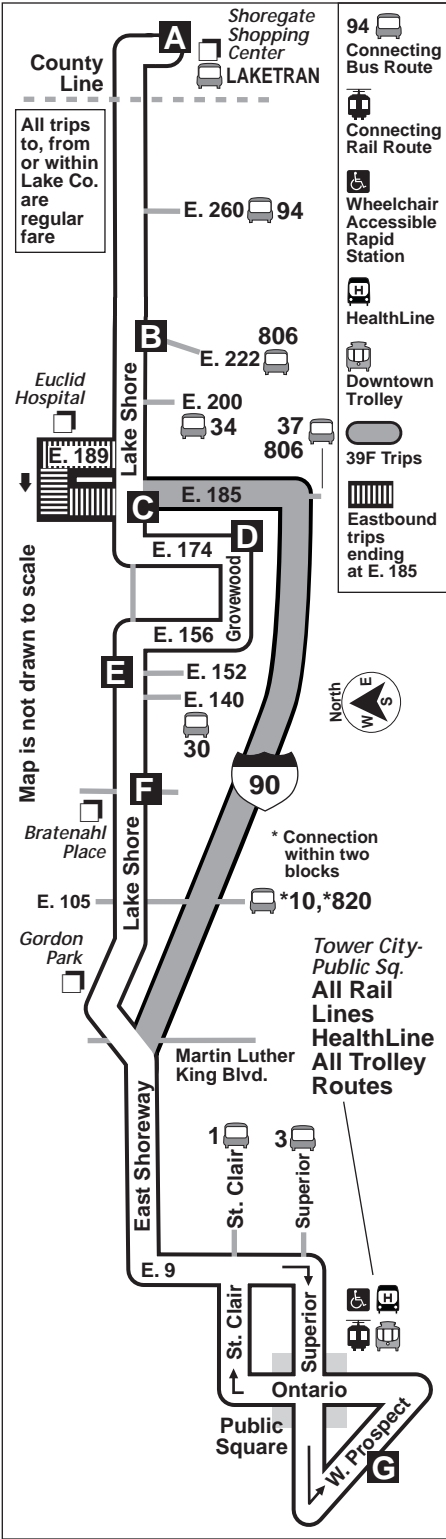 A
Shoregate
Shopping
Center
LAKETRAN
County
Line
All trips
to, from
or within
Lake Co.
are
regular
fare
E. 260 94
B
E. 222 806
Lake Shore
E. 200
34
37
806
Euclid
Hospital
E. 189
E. 185
C
D
E. 174
Grovewood
E. 156
E
E. 152
E. 140
30
Map is not drawn to scale
North
E
S
W
90
F
Bratenahl
Place
Lake Shore
* Connection
within two
blocks
E. 105
*10,*820
Gordon
Park
Tower City-
Public Sq.
All Rail
Lines
HealthLine
All Trolley
Routes
Martin Luther
King Blvd.
East Shoreway
1
St. Clair
3
Superior
E. 9
St. Clair
Superior
H
Ontario
Public
Square
W. Prospect
G
94
Connecting
Bus Route
Connecting
Rail Route
Wheelchair
Accessible
Rapid
Station
H
HealthLine
Downtown
Trolley
39F Trips
Eastbound
trips
ending
at E. 185